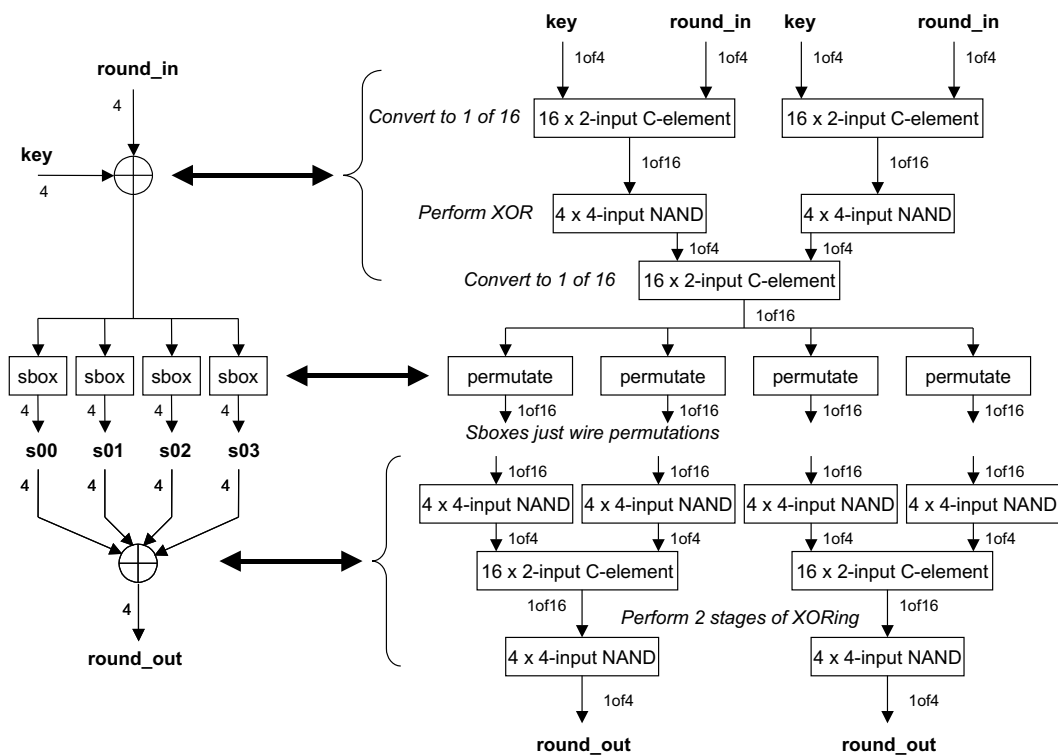 key
round_in
key
round_in
1of4
1of4
1of4
1of4
round_in
4
Convert to 1 of 16
16 x 2-input C-element
16 x 2-input C-element
key
4
1of16
1of16
Perform XOR
4 x 4-input NAND
4 x 4-input NAND
1of4
1of4
Convert to 1 of 16
16 x 2-input C-element
1of16
sbox
sbox
sbox
sbox
permutate
permutate
permutate
permutate
4
4
4
4
1of16
1of16
1of16
1of16
Sboxes just wire permutations
s00
s01
s02
s03
4
4
4
4
1of16
1of16
1of16
1of16
4 x 4-input NAND
4 x 4-input NAND
4 x 4-input NAND
4 x 4-input NAND
1of4
1of4
1of4
1of4
16 x 2-input C-element
16 x 2-input C-element
4
1of16
1of16
Perform 2 stages of XORing
round_out
4 x 4-input NAND
4 x 4-input NAND
1of4
1of4
round_out
round_out